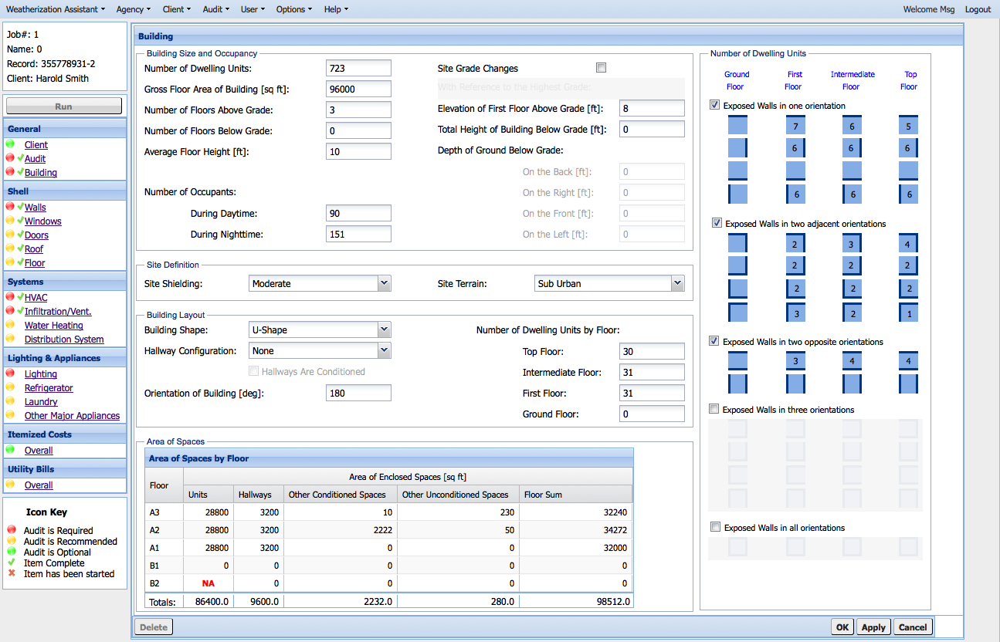 Weatherization Assistant Agency Client Audit User Options Help Welcome Msg Logout
Job#: 1
Name: 0
Record: 355778931-2
Client: Harold Smith
Run
General
Client
Audit
Building
Shell
Walls
Windows
Doors
Roof
Floor
Systems
HVAC
Infiltration/Vent.
Water Heating
Distribution System
Lighting & Appliances
Lighting
Refrigerator
Laundry
Other Major Appliances
Itemized Costs
Overall
Utility Bills
Overall
Icon Key
Audit is Required
Audit is Recommended
Audit is Optional
Item Complete
Item has been started
Building
Building Size and Occupancy
Number of Dwelling Units: 723
Gross Floor Area of Building [sq ft]: 96000
Number of Floors Above Grade: 3
Number of Floors Below Grade: 0
Average Floor Height [ft]: 10
Number of Occupants:
During Daytime: 90
During Nighttime: 151
Site Grade Changes
With Reference to the Highest Grade:
Elevation of First Floor Above Grade [ft]: 8
Total Height of Building Below Grade [ft]: 0
Depth of Ground Below Grade:
On the Back [ft]: 0
On the Right [ft]: 0
On the Front [ft]: 0
On the Left [ft]: 0
Site Definition
Site Shielding: Moderate Site Terrain: Sub Urban
Building Layout
Building Shape: U-Shape
Hallway Configuration: None
Hallways Are Conditioned
Orientation of Building [deg]: 180
Number of Dwelling Units by Floor:
Top Floor: 30
Intermediate Floor: 31
First Floor: 31
Ground Floor: 0
Area of Spaces
Area of Spaces by Floor
Floor Area of Enclosed Spaces [sq ft]
Units Hallways Other Conditioned Spaces Other Unconditioned Spaces Floor Sum
A3 28800 3200 10 230 32240
A2 28800 3200 2222 50 34272
A1 28800 3200 0 0 32000
B1 0 0 0 0 0
B2 NA 0 0 0 0
Totals: 86400.0 9600.0 2232.0 280.0 98512.0
Number of Dwelling Units
Ground First Intermediate Top
Floor Floor Floor Floor
Exposed Walls in one orientation
7 6 5
6 6 6
6 6 6
Exposed Walls in two adjacent orientations
2 3 4
2 2 2
2 2 2
3 2 1
Exposed Walls in two opposite orientations
3 4 4
Exposed Walls in three orientations
Exposed Walls in all orientations
Delete OK Apply Cancel